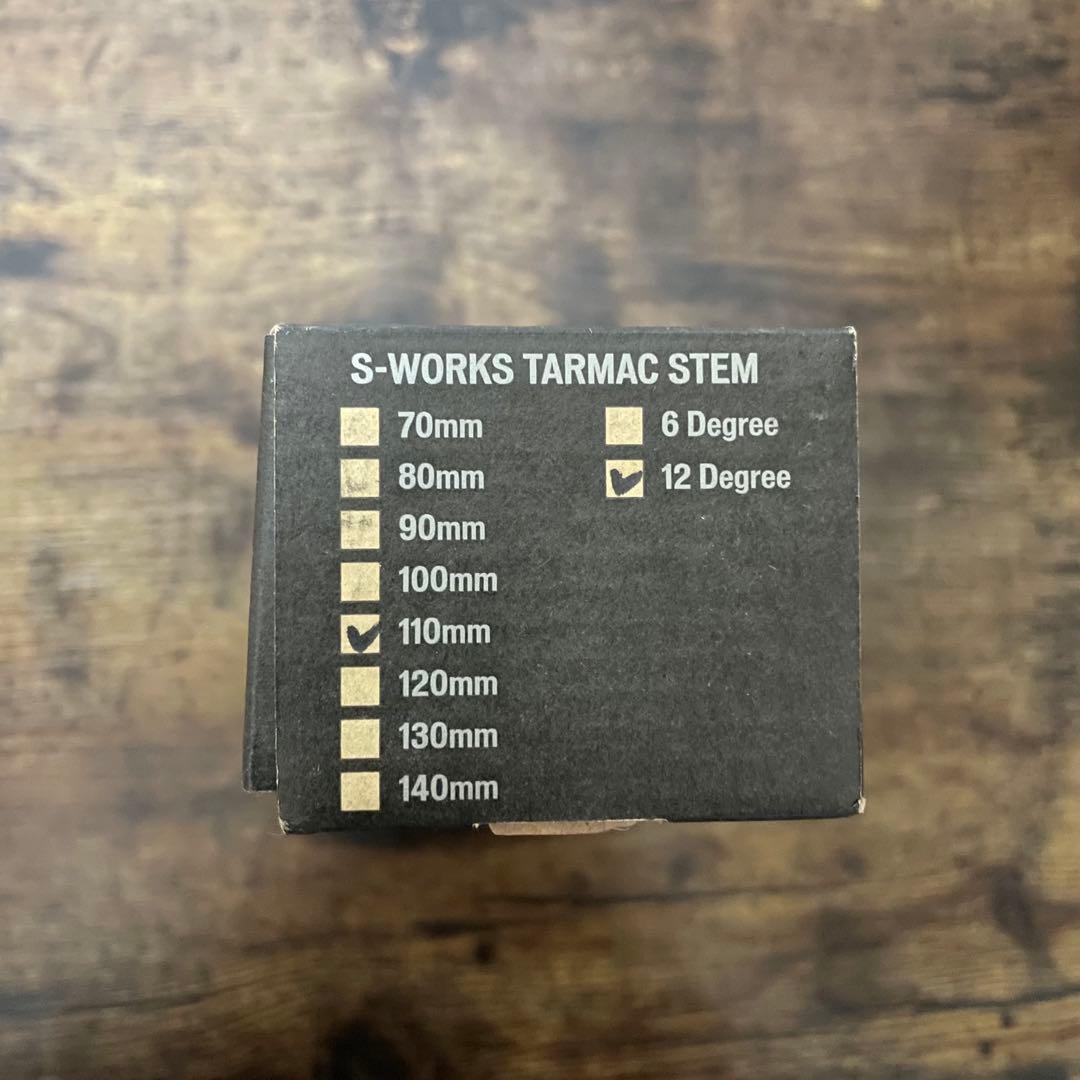 S-WORKS TARMAC STEM
70mm
80mm
90mm
100mm
110mm
120mm
130mm
140mm
6 Degree
12 Degree